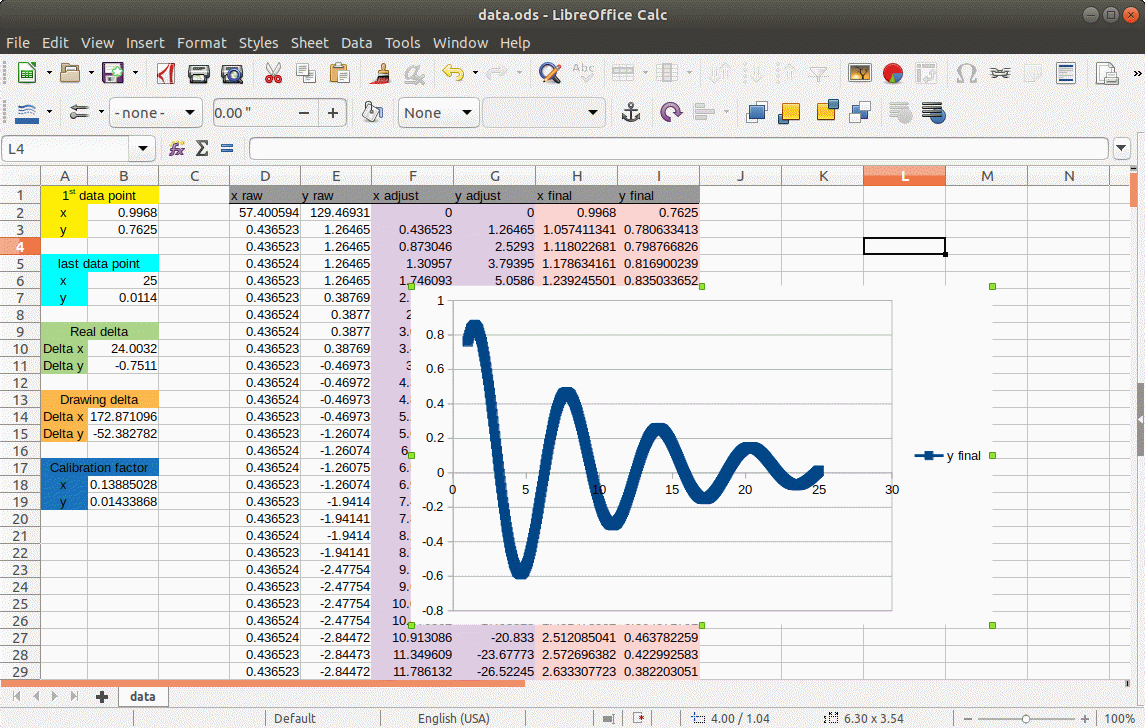 data.ods - LibreOffice Calc
File Edit View Insert Format Styles Sheet Data Tools Window Help
Abc
- none - 0.00 " − + None
L4
A B C D E F G H I J K L M N
1 1st data point x raw y raw x adjust y adjust x final y final
2 x 0.9968 57.400594 129.46931 0 0 0.9968 0.7625
3 y 0.7625 0.436523 1.26465 0.436523 1.26465 1.057411341 0.780633413
4 0.436523 1.26465 0.873046 2.5293 1.118022681 0.798766826
5 last data point 0.436524 1.26465 1.30957 3.79395 1.178634161 0.816900239
6 x 25 0.436523 1.26465 1.746093 5.0586 1.239245501 0.835033652
7 y 0.0114 0.436523 0.38769 2.
8 0.436524 0.3877 2
9 Real delta 0.436523 0.3877
10 Delta x 24.0032 0.436523 0.38769 3.
11 Delta y -0.7511 0.436523 -0.46973 3
12 0.436524 -0.46972 4.
13 Drawing delta 0.436524 -0.46973 4.
14 Delta x 172.871096 0.436523 -0.46973 5.
15 Delta y -52.382782 0.436523 -1.26074 5.
16 0.436524 -1.26074 6
17 Calibration factor 0.436523 -1.26075 6.
18 x 0.13885028 0.436523 -1.26074 6.
19 y 0.01433868 0.436523 -1.9414 7.
20 0.436523 -1.94141 7.
21 0.436524 -1.9414 8.
22 0.436523 -1.94141 8.
23 0.436523 -2.47754 9.
24 0.436523 -2.47754 9.
25 0.436523 -2.47754 10.
26 0.436523 -2.47754 10.
27 0.436524 -2.84472 10.913086 -20.833 2.512085041 0.463782259
28 0.436523 -2.84473 11.349609 -23.67773 2.572696382 0.422992583
29 0.436523 -2.84472 11.786132 -26.52245 2.633307723 0.382203051
1
0.8
0.6
0.4
0.2
0
-0.2
-0.4
-0.6
-0.8
0 5 10 15 20 25 30
y final
data
Default English (USA) 4.00 / 1.04 6.30 x 3.54 − + 100%